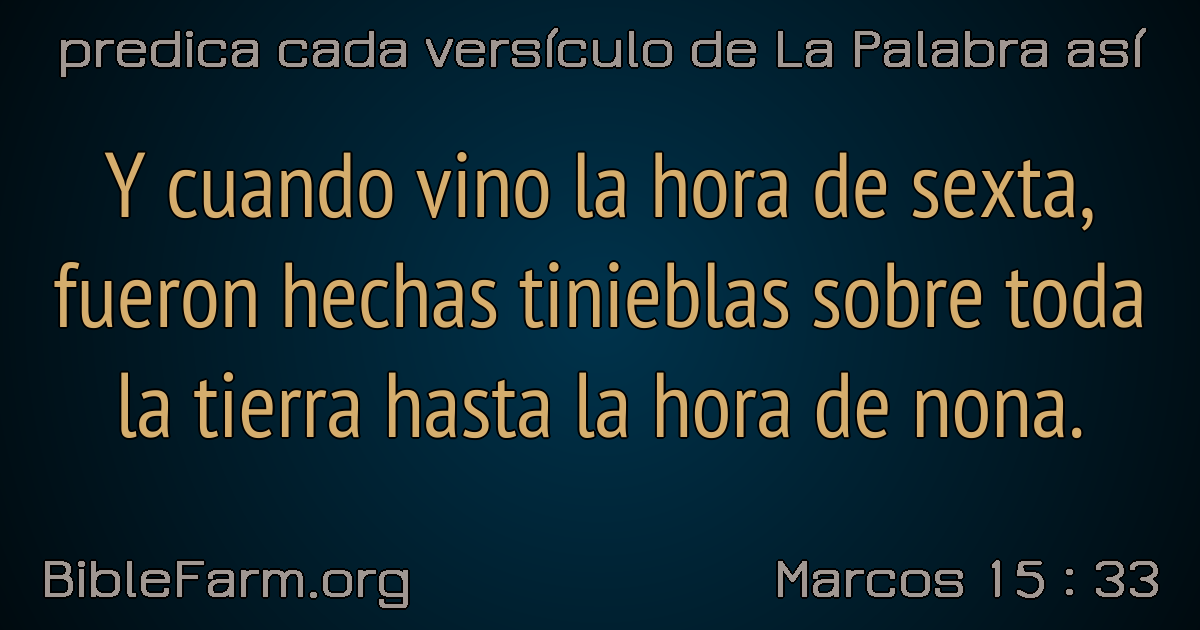 predica cada versículo de La Palabra así
Y cuando vino la hora de sexta,
fueron hechas tinieblas sobre toda
la tierra hasta la hora de nona.
BibleFarm.org
Marcos 15 : 33